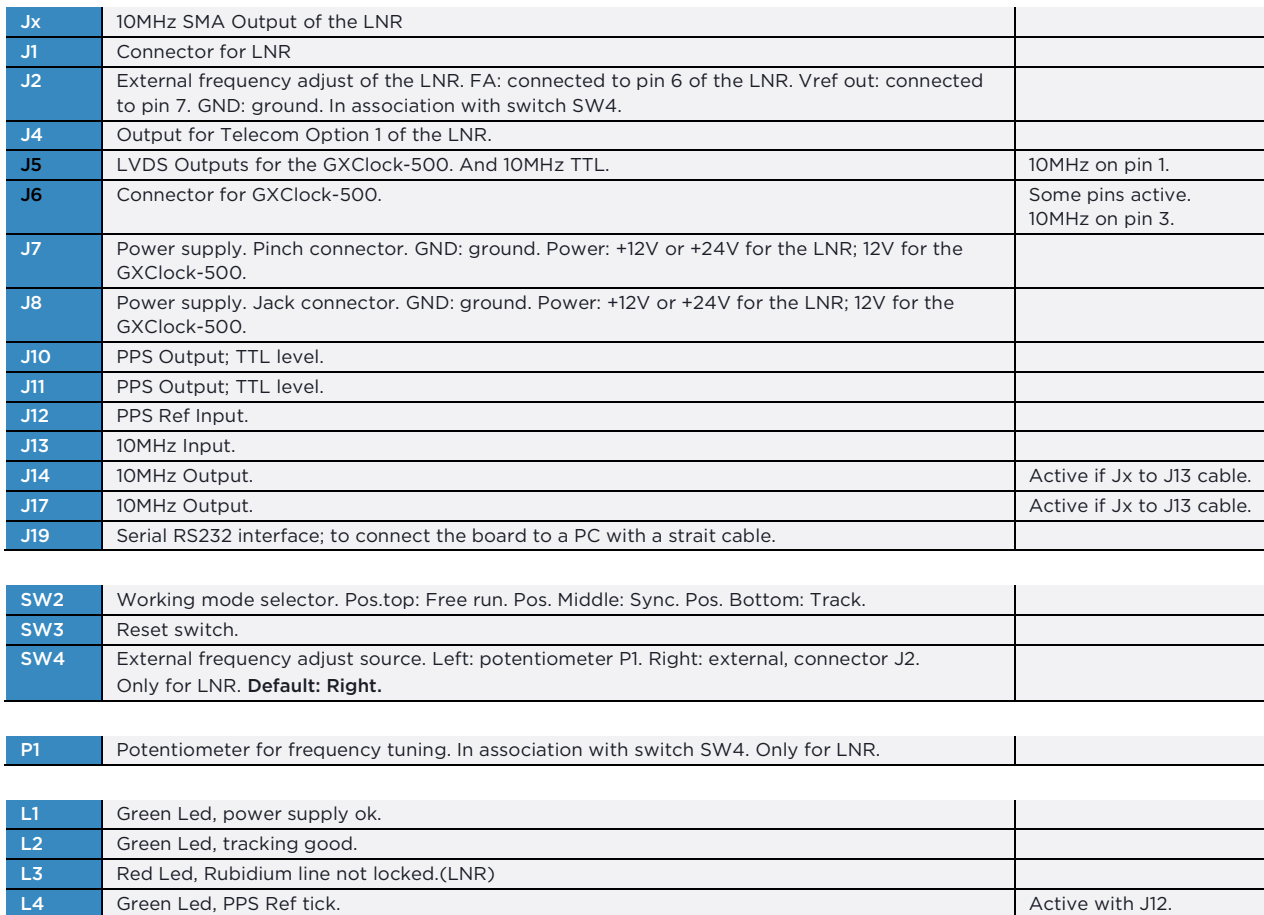 Jx 10MHz SMA Output of the LNR
J1 Connector for LNR
J2 External frequency adjust of the LNR. FA: connected to pin 6 of the LNR. Vref out: connected
to pin 7. GND: ground. In association with switch SW4.
J4 Output for Telecom Option 1 of the LNR.
J5 LVDS Outputs for the GXClock-500. And 10MHz TTL. 10MHz on pin 1.
J6 Connector for GXClock-500. Some pins active.
10MHz on pin 3.
J7 Power supply. Pinch connector. GND: ground. Power: +12V or +24V for the LNR; 12V for the
GXClock-500.
J8 Power supply. Jack connector. GND: ground. Power: +12V or +24V for the LNR; 12V for the
GXClock-500.
J10 PPS Output; TTL level.
J11 PPS Output; TTL level.
J12 PPS Ref Input.
J13 10MHz Input.
J14 10MHz Output. Active if Jx to J13 cable.
J17 10MHz Output. Active if Jx to J13 cable.
J19 Serial RS232 interface; to connect the board to a PC with a strait cable.
SW2 Working mode selector. Pos.top: Free run. Pos. Middle: Sync. Pos. Bottom: Track.
SW3 Reset switch.
SW4 External frequency adjust source. Left: potentiometer P1. Right: external, connector J2.
Only for LNR. Default: Right.
P1 Potentiometer for frequency tuning. In association with switch SW4. Only for LNR.
L1 Green Led, power supply ok.
L2 Green Led, tracking good.
L3 Red Led, Rubidium line not locked.(LNR)
L4 Green Led, PPS Ref tick. Active with J12.